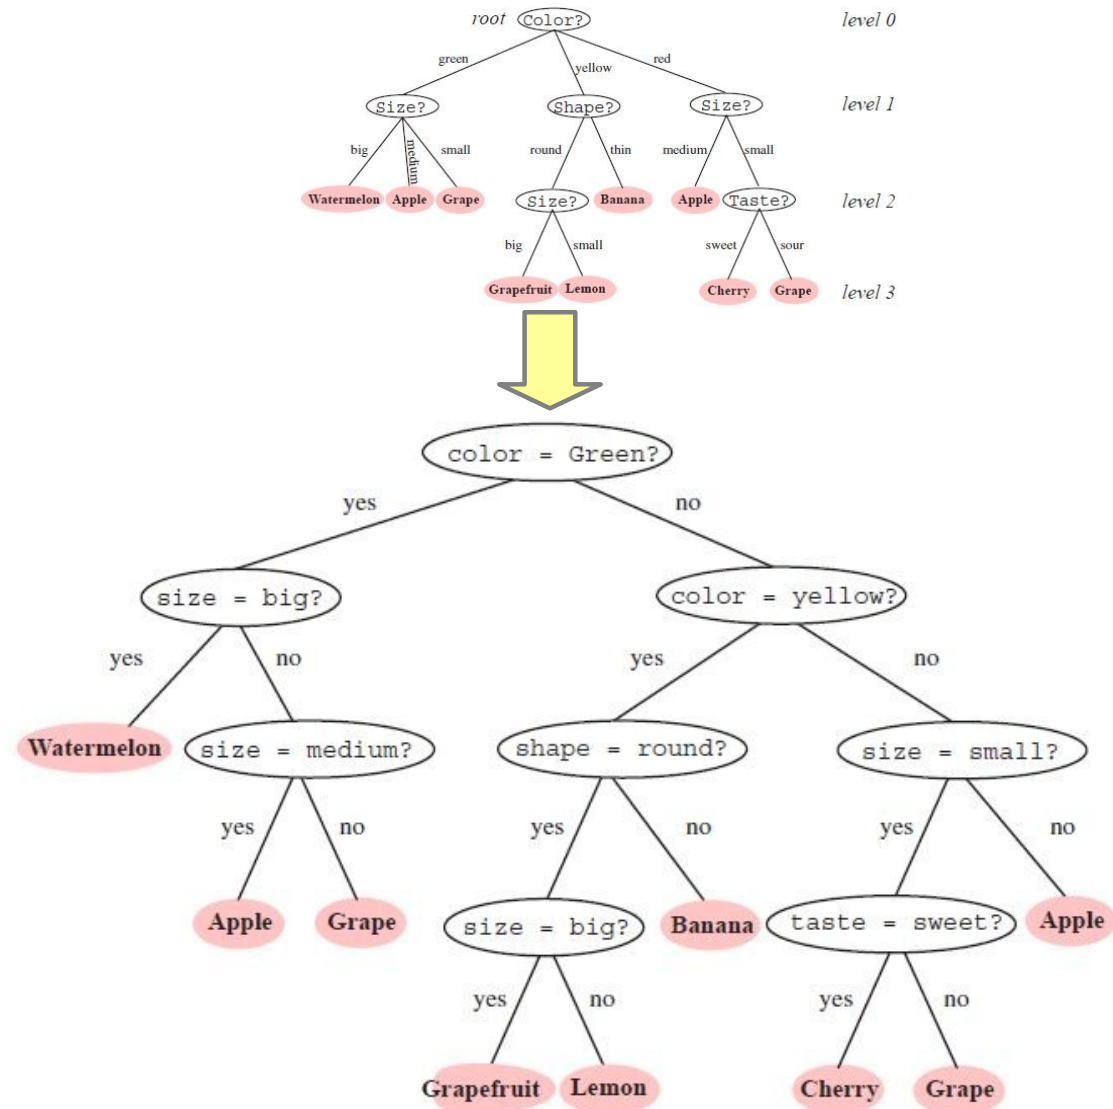 root Color? level 0
green yellow red
Size? Shape? Size? level 1
big medium small round thin medium small
Watermelon Apple Grape Size? Banana Apple Taste? level 2
big small sweet sour
Grapefruit Lemon Cherry Grape level 3
color = Green?
yes no
size = big? color = yellow?
yes no yes no
Watermelon size = medium? shape = round? size = small?
yes no yes no yes no
Apple Grape size = big? Banana taste = sweet? Apple
yes no yes no
Grapefruit Lemon Cherry Grape